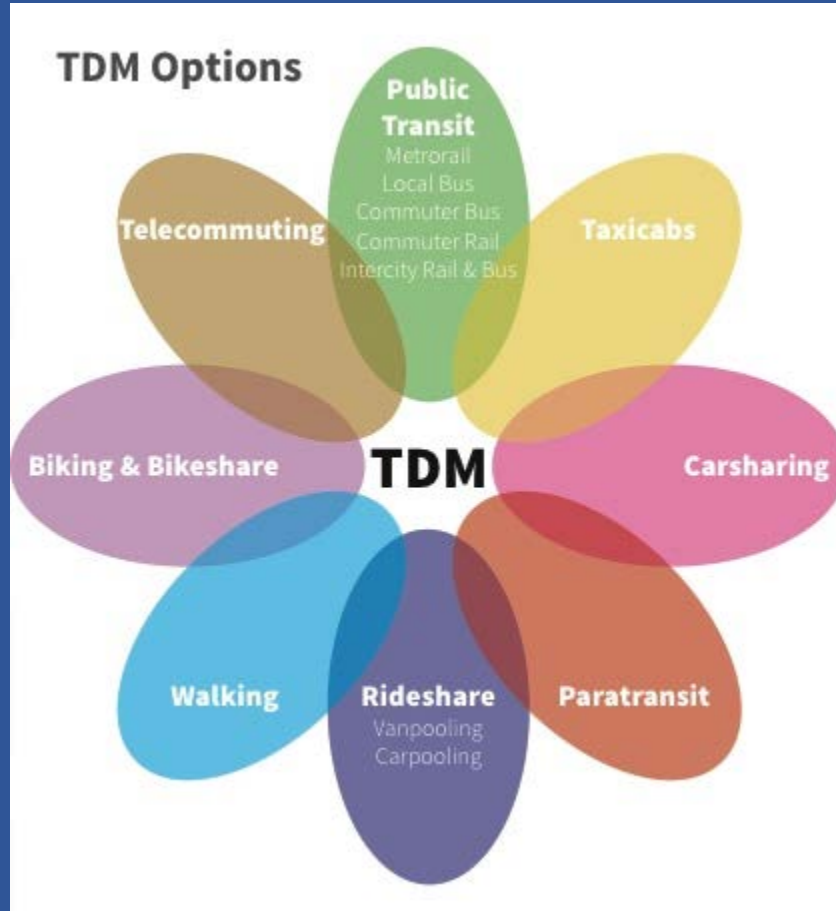 TDM Options
Public
Transit
Metrorail
Local Bus
Commuter Bus
Commuter Rail
Intercity Rail & Bus
Telecommuting
Taxicabs
Biking & Bikeshare
TDM
Carsharing
Walking
Rideshare
Vanpooling
Carpooling
Paratransit